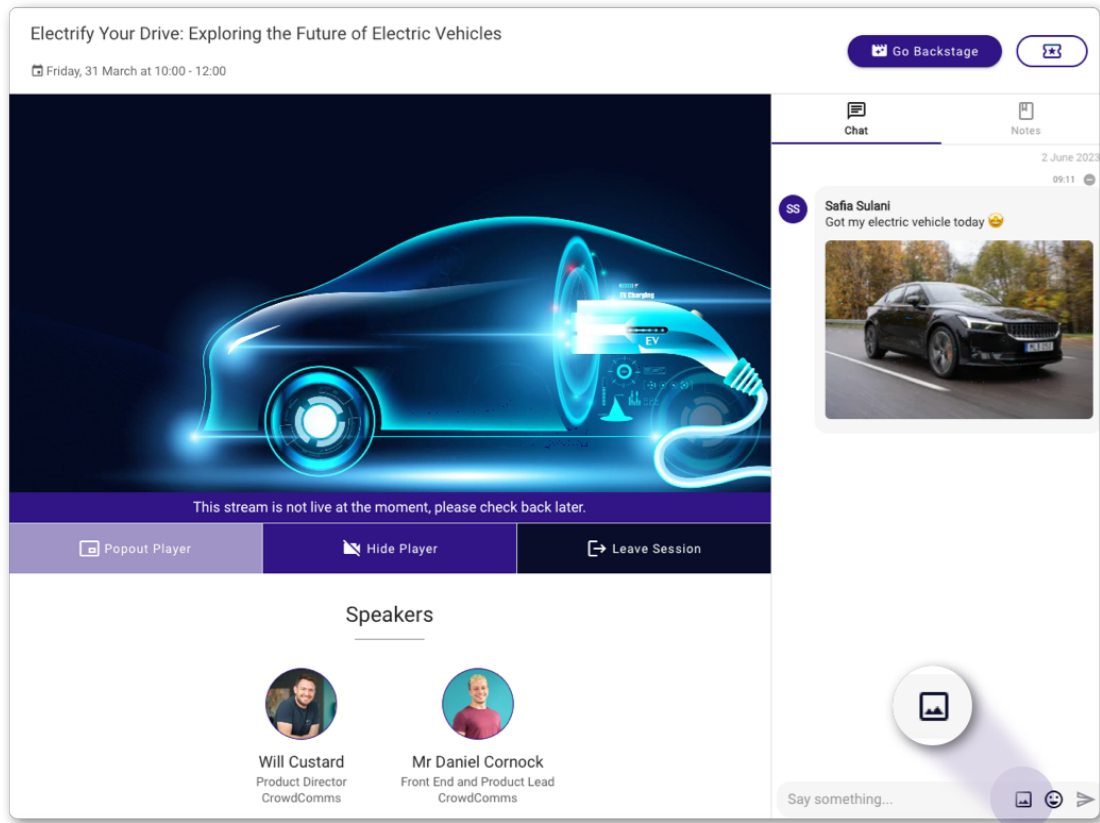 Electrify Your Drive: Exploring the Future of Electric Vehicles
Friday, 31 March at 10:00 - 12:00
Go Backstage
Chat
Notes
2 June 2023
09:11
SS
Safia Sulani
Got my electric vehicle today 🤩
EV Charging
EV
This stream is not live at the moment, please check back later.
Popout Player
Hide Player
Leave Session
Speakers
Will Custard
Product Director
CrowdComms
Mr Daniel Cornock
Front End and Product Lead
CrowdComms
Say something...